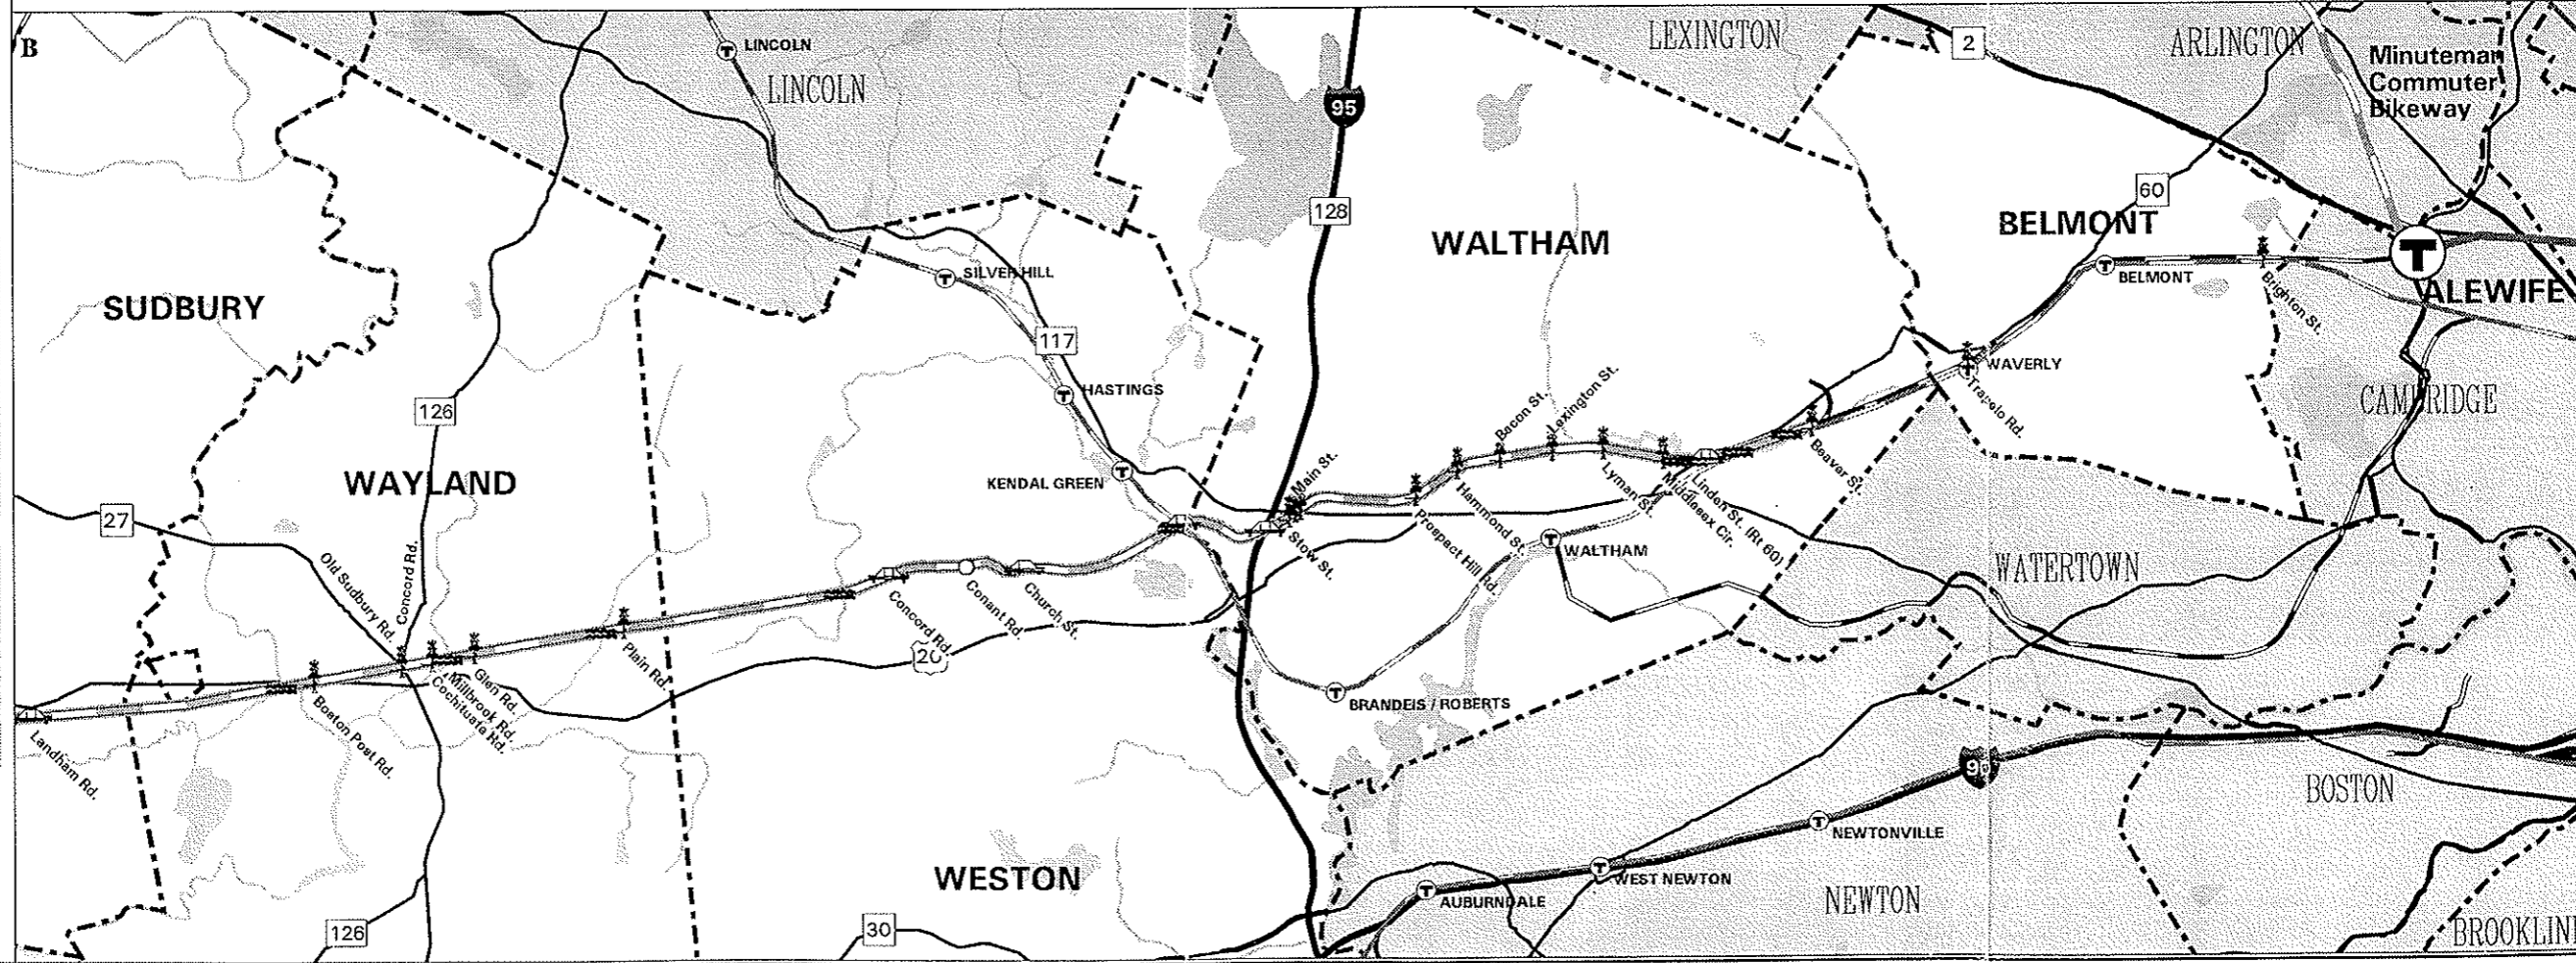 B
LINCOLN
LINCOLN
95
128
LEXINGTON
2
ARLINGTON
Minuteman
Commuter
Bikeway
60
BELMONT
WALTHAM
T
ALEWIFE
BELMONT
Brighton St.
SUDBURY
SILVER HILL
117
HASTINGS
KENDAL GREEN
126
WAYLAND
27
WAVERLY
Trapelo Rd.
CAMBRIDGE
Bacon St.
Lexington St.
Main St.
Stow St.
Prospect Hill Rd.
Hammond St.
Lyman St.
Middlesex Cir.
Linden St. (Rt 60)
Beaver St.
WALTHAM
WATERTOWN
Old Sudbury Rd.
Concord Rd.
Concord Rd.
Conant Rd.
Church St.
20
Plain Rd.
Glen Rd.
Millbrook Rd.
Cochituate Rd.
Boston Post Rd.
Landham Rd.
BRANDEIS / ROBERTS
BOSTON
NEWTONVILLE
WEST NEWTON
AUBURNDALE
NEWTON
WESTON
126
30
BROOKLINE